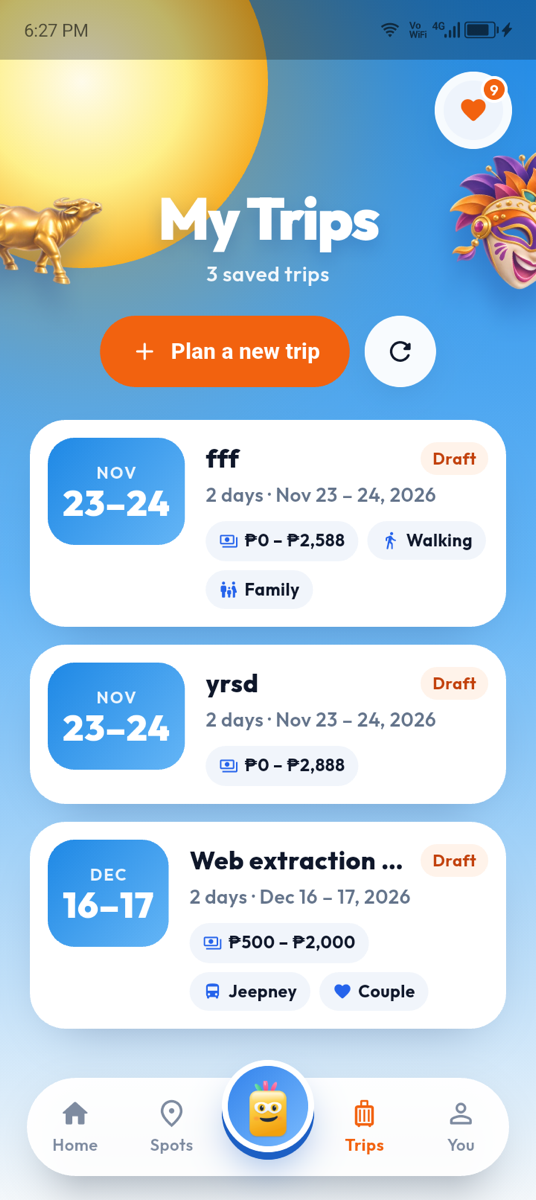 6:27 PM
Vo WiFi 4G
9
My Trips
3 saved trips
Plan a new trip
fff
Draft
NOV
23–24
2 days · Nov 23 – 24, 2026
₱0 – ₱2,588
Walking
Family
yrsd
Draft
NOV
23–24
2 days · Nov 23 – 24, 2026
₱0 – ₱2,888
Web extraction ...
Draft
DEC
16–17
2 days · Dec 16 – 17, 2026
₱500 – ₱2,000
Jeepney
Couple
Home
Spots
Trips
You